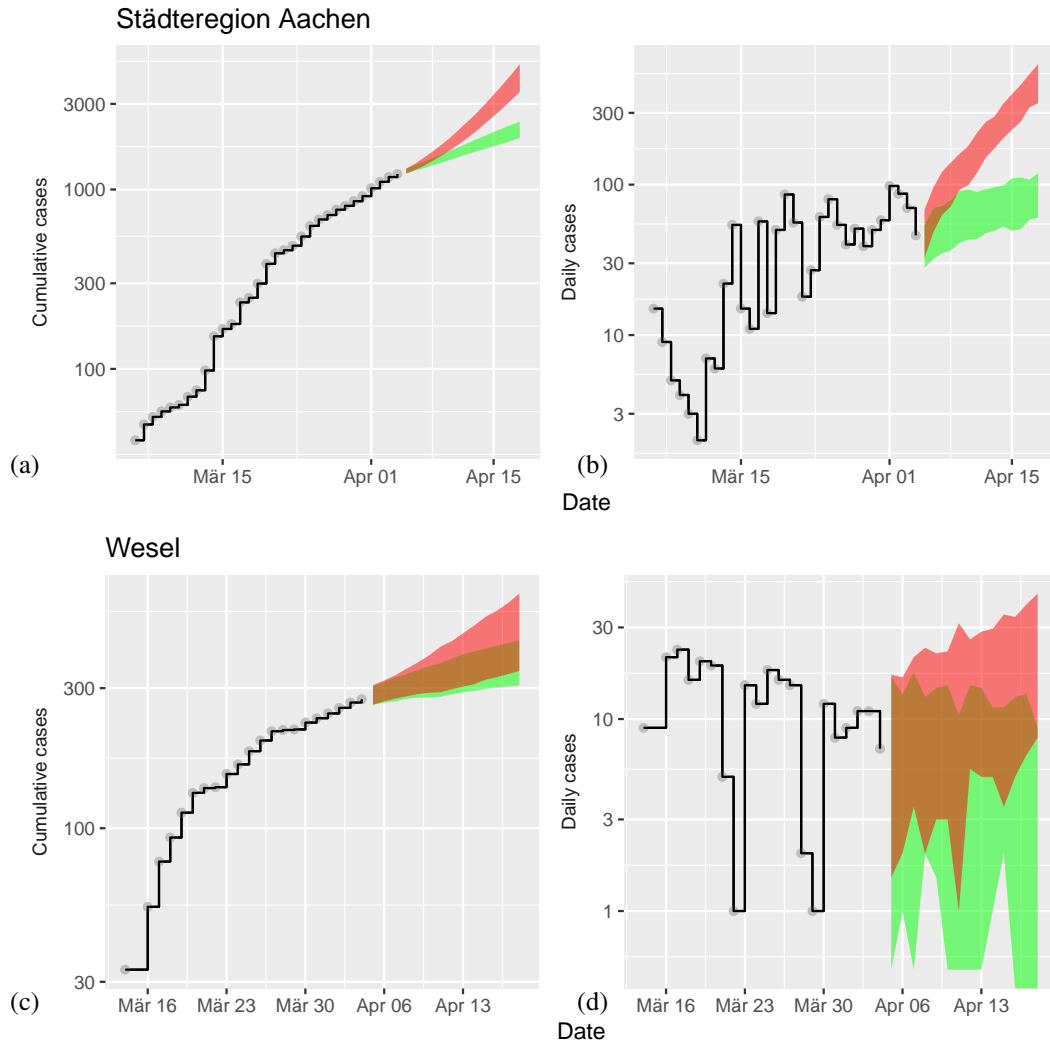 Städteregion Aachen
Cumulative cases
3000
1000
300
100
Mär 15
Apr 01
Apr 15
(a)
Daily cases
300
100
30
10
3
Mär 15
Apr 01
Apr 15
(b)
Date
Wesel
Cumulative cases
300
100
30
Mär 16
Mär 23
Mär 30
Apr 06
Apr 13
(c)
Daily cases
30
10
3
1
Mär 16
Mär 23
Mär 30
Apr 06
Apr 13
(d)
Date